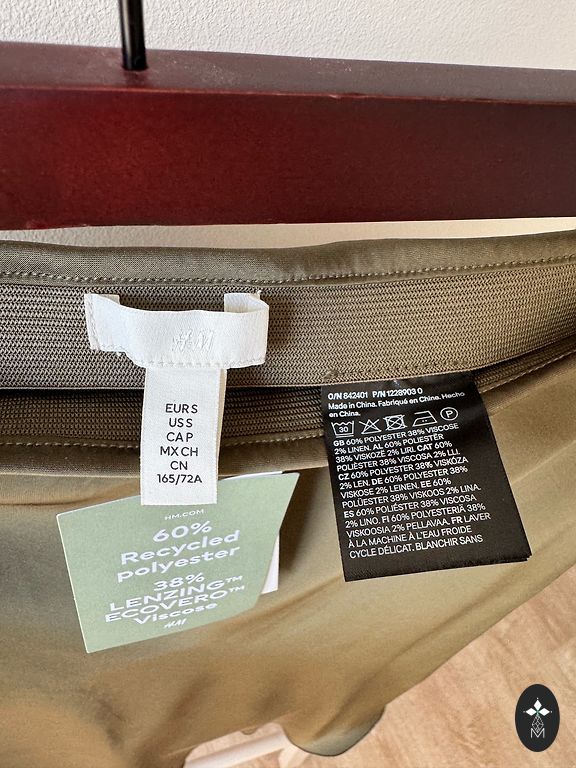 H&M
EUR S
US S
CA P
MX CH
CN
165/72A
HM.COM
60%
Recycled
polyester
38%
LENZING™
ECOVERO™
Viscose
H&M
O/N 842401 P/N 1228903 0
Made in China. Fabriqué en Chine. Hecho
en China.
30
P
GB 60% POLYESTER 38% VISCOSE
2% LINEN. AL 60% POLIESTËR
38% VISKOZË 2% LIRI. CAT 60%
POLIÈSTER 38% VISCOSA 2% LLI.
CZ 60% POLYESTER 38% VISKÓZA
2% LEN. DE 60% POLYESTER 38%
VISKOSE 2% LEINEN. EE 60%
POLÜESTER 38% VISKOOS 2% LINA.
ES 60% POLIÉSTER 38% VISCOSA
2% LINO. FI 60% POLYESTERIÄ 38%
VISKOOSIA 2% PELLAVAA. FR LAVER
À LA MACHINE À L'EAU FROIDE
CYCLE DÉLICAT. BLANCHIR SANS
M